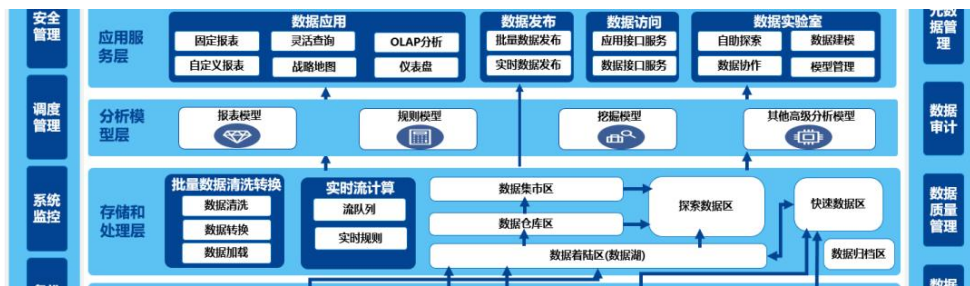 安全
管理
调度
管理
系统
监控
应用服
务层
数据应用
固定报表
灵活查询
OLAP分析
自定义报表
战略地图
仪表盘
数据发布
批量数据发布
实时数据发布
数据访问
应用接口服务
数据接口服务
数据实验室
自助探索
数据建模
数据协作
模型管理
分析模
型层
报表模型
规则模型
挖掘模型
其他高级分析模型
存储和
处理层
批量数据清洗转换
数据清洗
数据转换
数据加载
实时流计算
流队列
实时规则
数据集市区
数据仓库区
数据着陆区(数据湖)
探索数据区
快速数据区
数据归档区
元数
据管
理
数据
审计
数据
质量
管理
数据